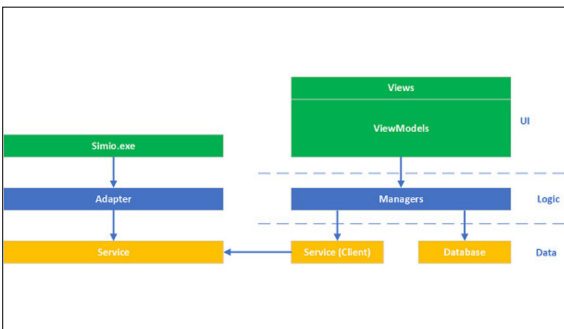 Views
ViewModels
UI
Simio.exe
Adapter
Managers
Logic
Service
Service (Client)
Database
Data